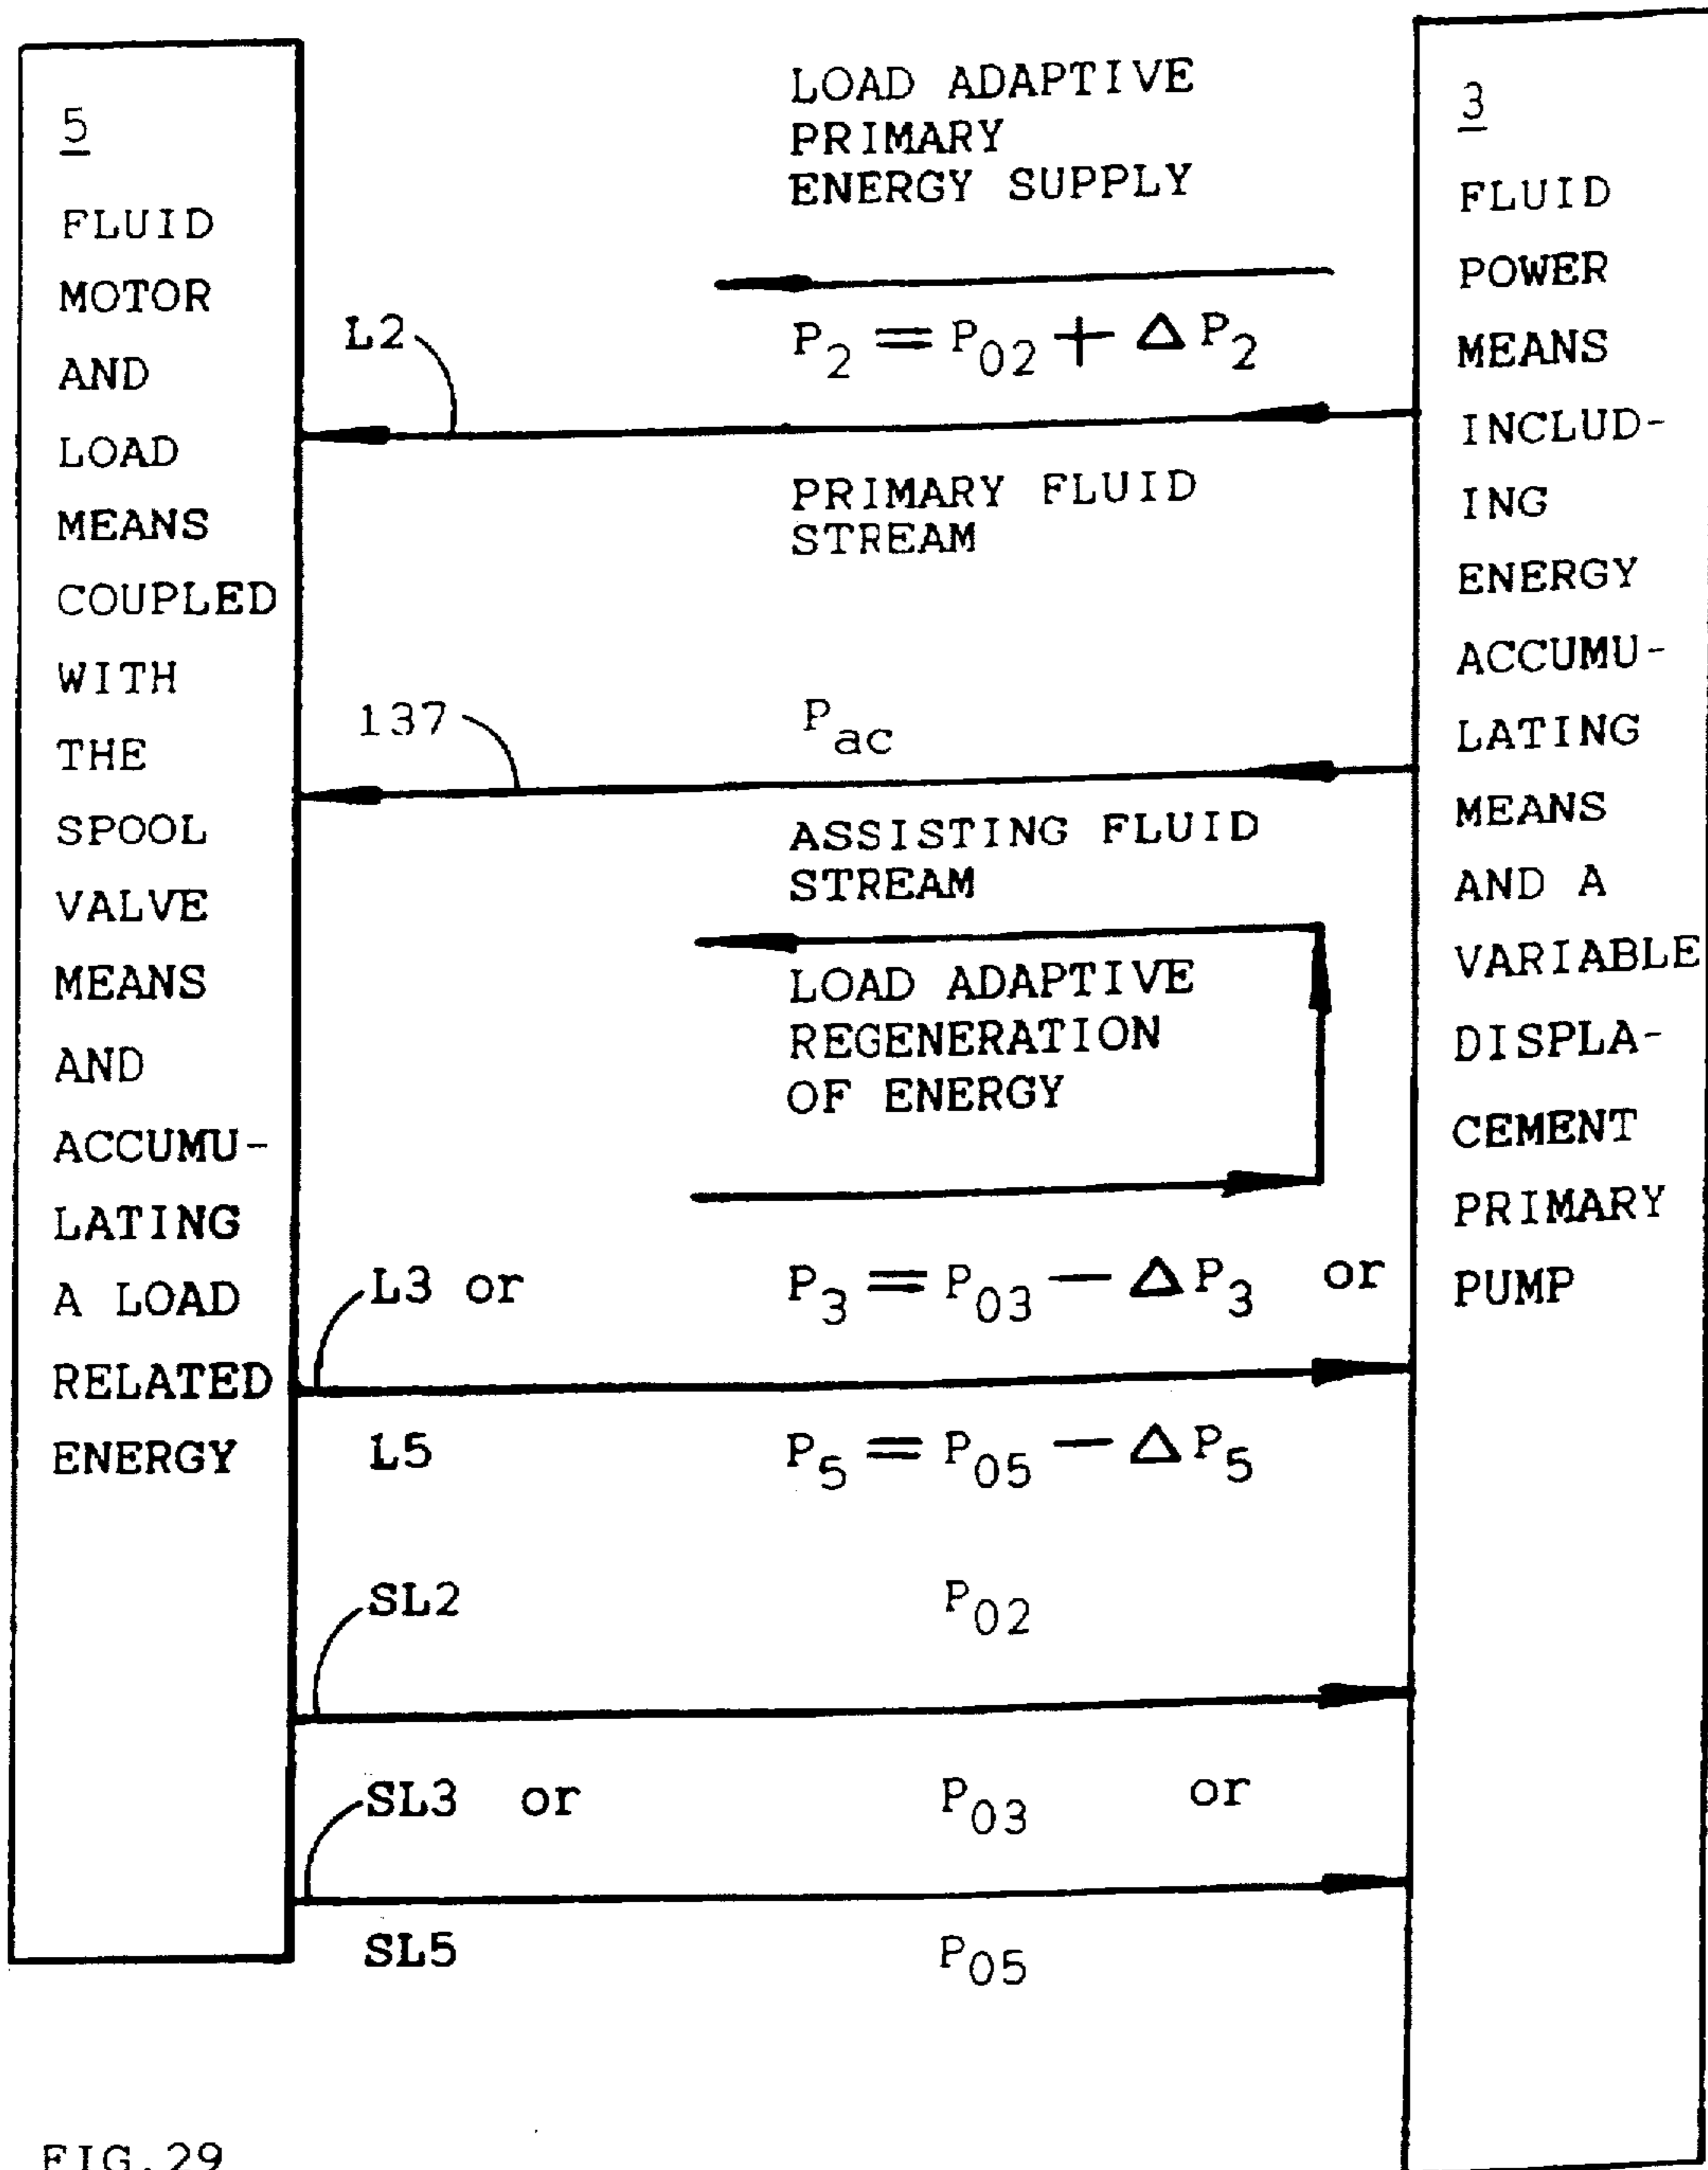 5
FLUID
MOTOR
AND
LOAD
MEANS
COUPLED
WITH
THE
SPOOL
VALVE
MEANS
AND
ACCUMU-
LATING
A LOAD
RELATED
ENERGY
LOAD ADAPTIVE
PRIMARY
ENERGY SUPPLY
L2
P₂ = P₀₂ + Δ P₂
PRIMARY FLUID
STREAM
137
Pac
ASSISTING FLUID
STREAM
LOAD ADAPTIVE
REGENERATION
OF ENERGY
L3 or
P₃ = P₀₃ − Δ P₃ or
L5
P₅ = P₀₅ − Δ P₅
SL2
P₀₂
SL3 or
P₀₃ or
SL5
P₀₅
3
FLUID
POWER
MEANS
INCLUD-
ING
ENERGY
ACCUMU-
LATING
MEANS
AND A
VARIABLE
DISPLA-
CEMENT
PRIMARY
PUMP
FIG.29